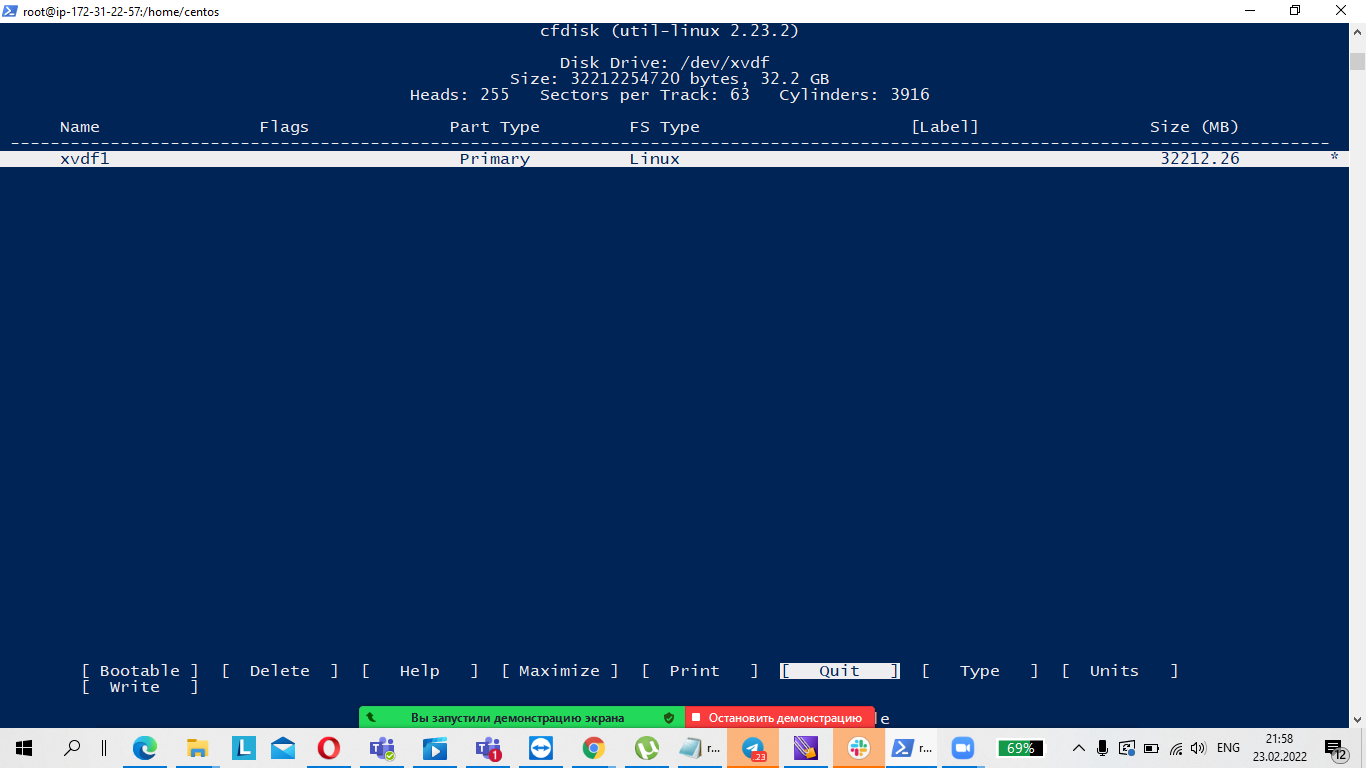 root@ip-172-31-22-57:/home/centos
cfdisk (util-linux 2.23.2)
Disk Drive: /dev/xvdf
Size: 32212254720 bytes, 32.2 GB
Heads: 255   Sectors per Track: 63   Cylinders: 3916
Name   Flags   Part Type   FS Type   [Label]   Size (MB)
xvdf1   Primary   Linux   32212.26   *
[ Bootable ]  [  Delete  ]  [   Help   ]  [ Maximize ]  [  Print   ]  [   Quit   ]  [   Type   ]  [  Units   ]
[  Write   ]
Вы запустили демонстрацию экрана   Остановить демонстрацию
r...   23   r...   69%   ENG   21:58
23.02.2022   12